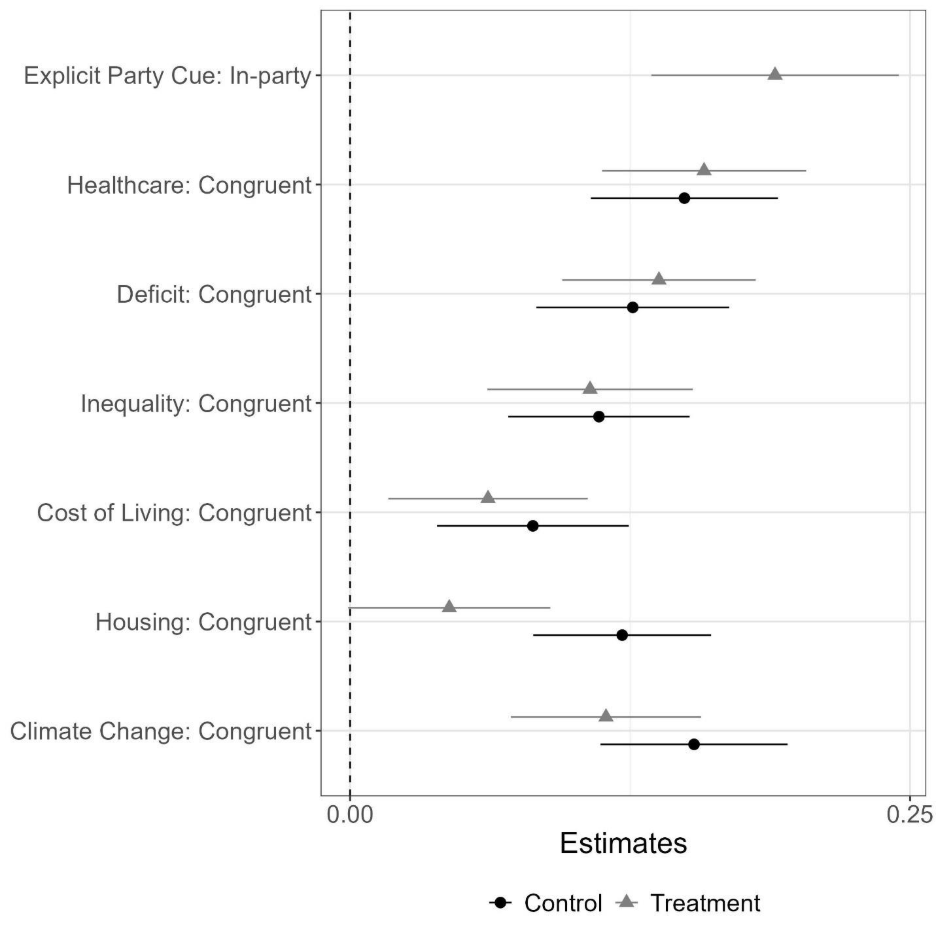 Explicit Party Cue: In-party
Healthcare: Congruent
Deficit: Congruent
Inequality: Congruent
Cost of Living: Congruent
Housing: Congruent
Climate Change: Congruent
0.00 0.25
Estimates
Control Treatment